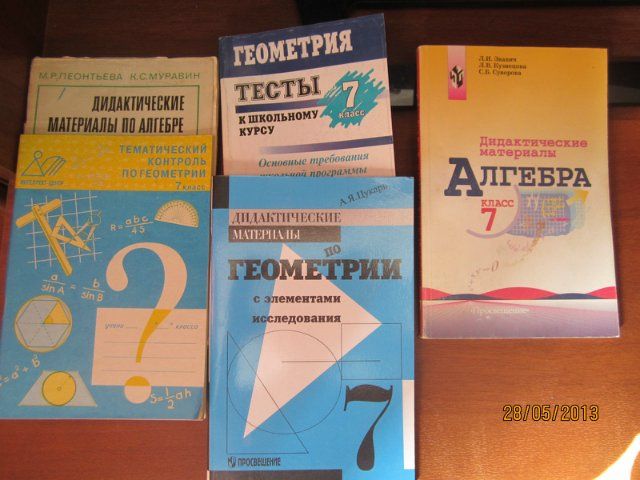 М.Р.ЛЕОНТЬЕВА К.С.МУРАВИН
ДИДАКТИЧЕСКИЕ
МАТЕРИАЛЫ ПО АЛГЕБРЕ
ТЕМАТИЧЕСКИЙ
КОНТРОЛЬ
ПО ГЕОМЕТРИИ
7 класс
ИНТЕЛЛЕКТ-ЦЕНТР
R = abc/4S
a/sin A = b/sin B
S=1/2 ah
ГЕОМЕТРИЯ
ТЕСТЫ
К ШКОЛЬНОМУ
КУРСУ
7
КЛАСС
Основные требования
школьной программы
А.Я.Цукарь
ДИДАКТИЧЕСКИЕ
МАТЕРИАЛЫ
ПО
ГЕОМЕТРИИ
с элементами
исследования
7
ПРОСВЕЩЕНИЕ
Л.И. Звавич
Л.В. Кузнецова
С.Б. Суворова
Дидактические
материалы
АЛГЕБРА
КЛАСС
7
«Просвещение»
28/05/2013